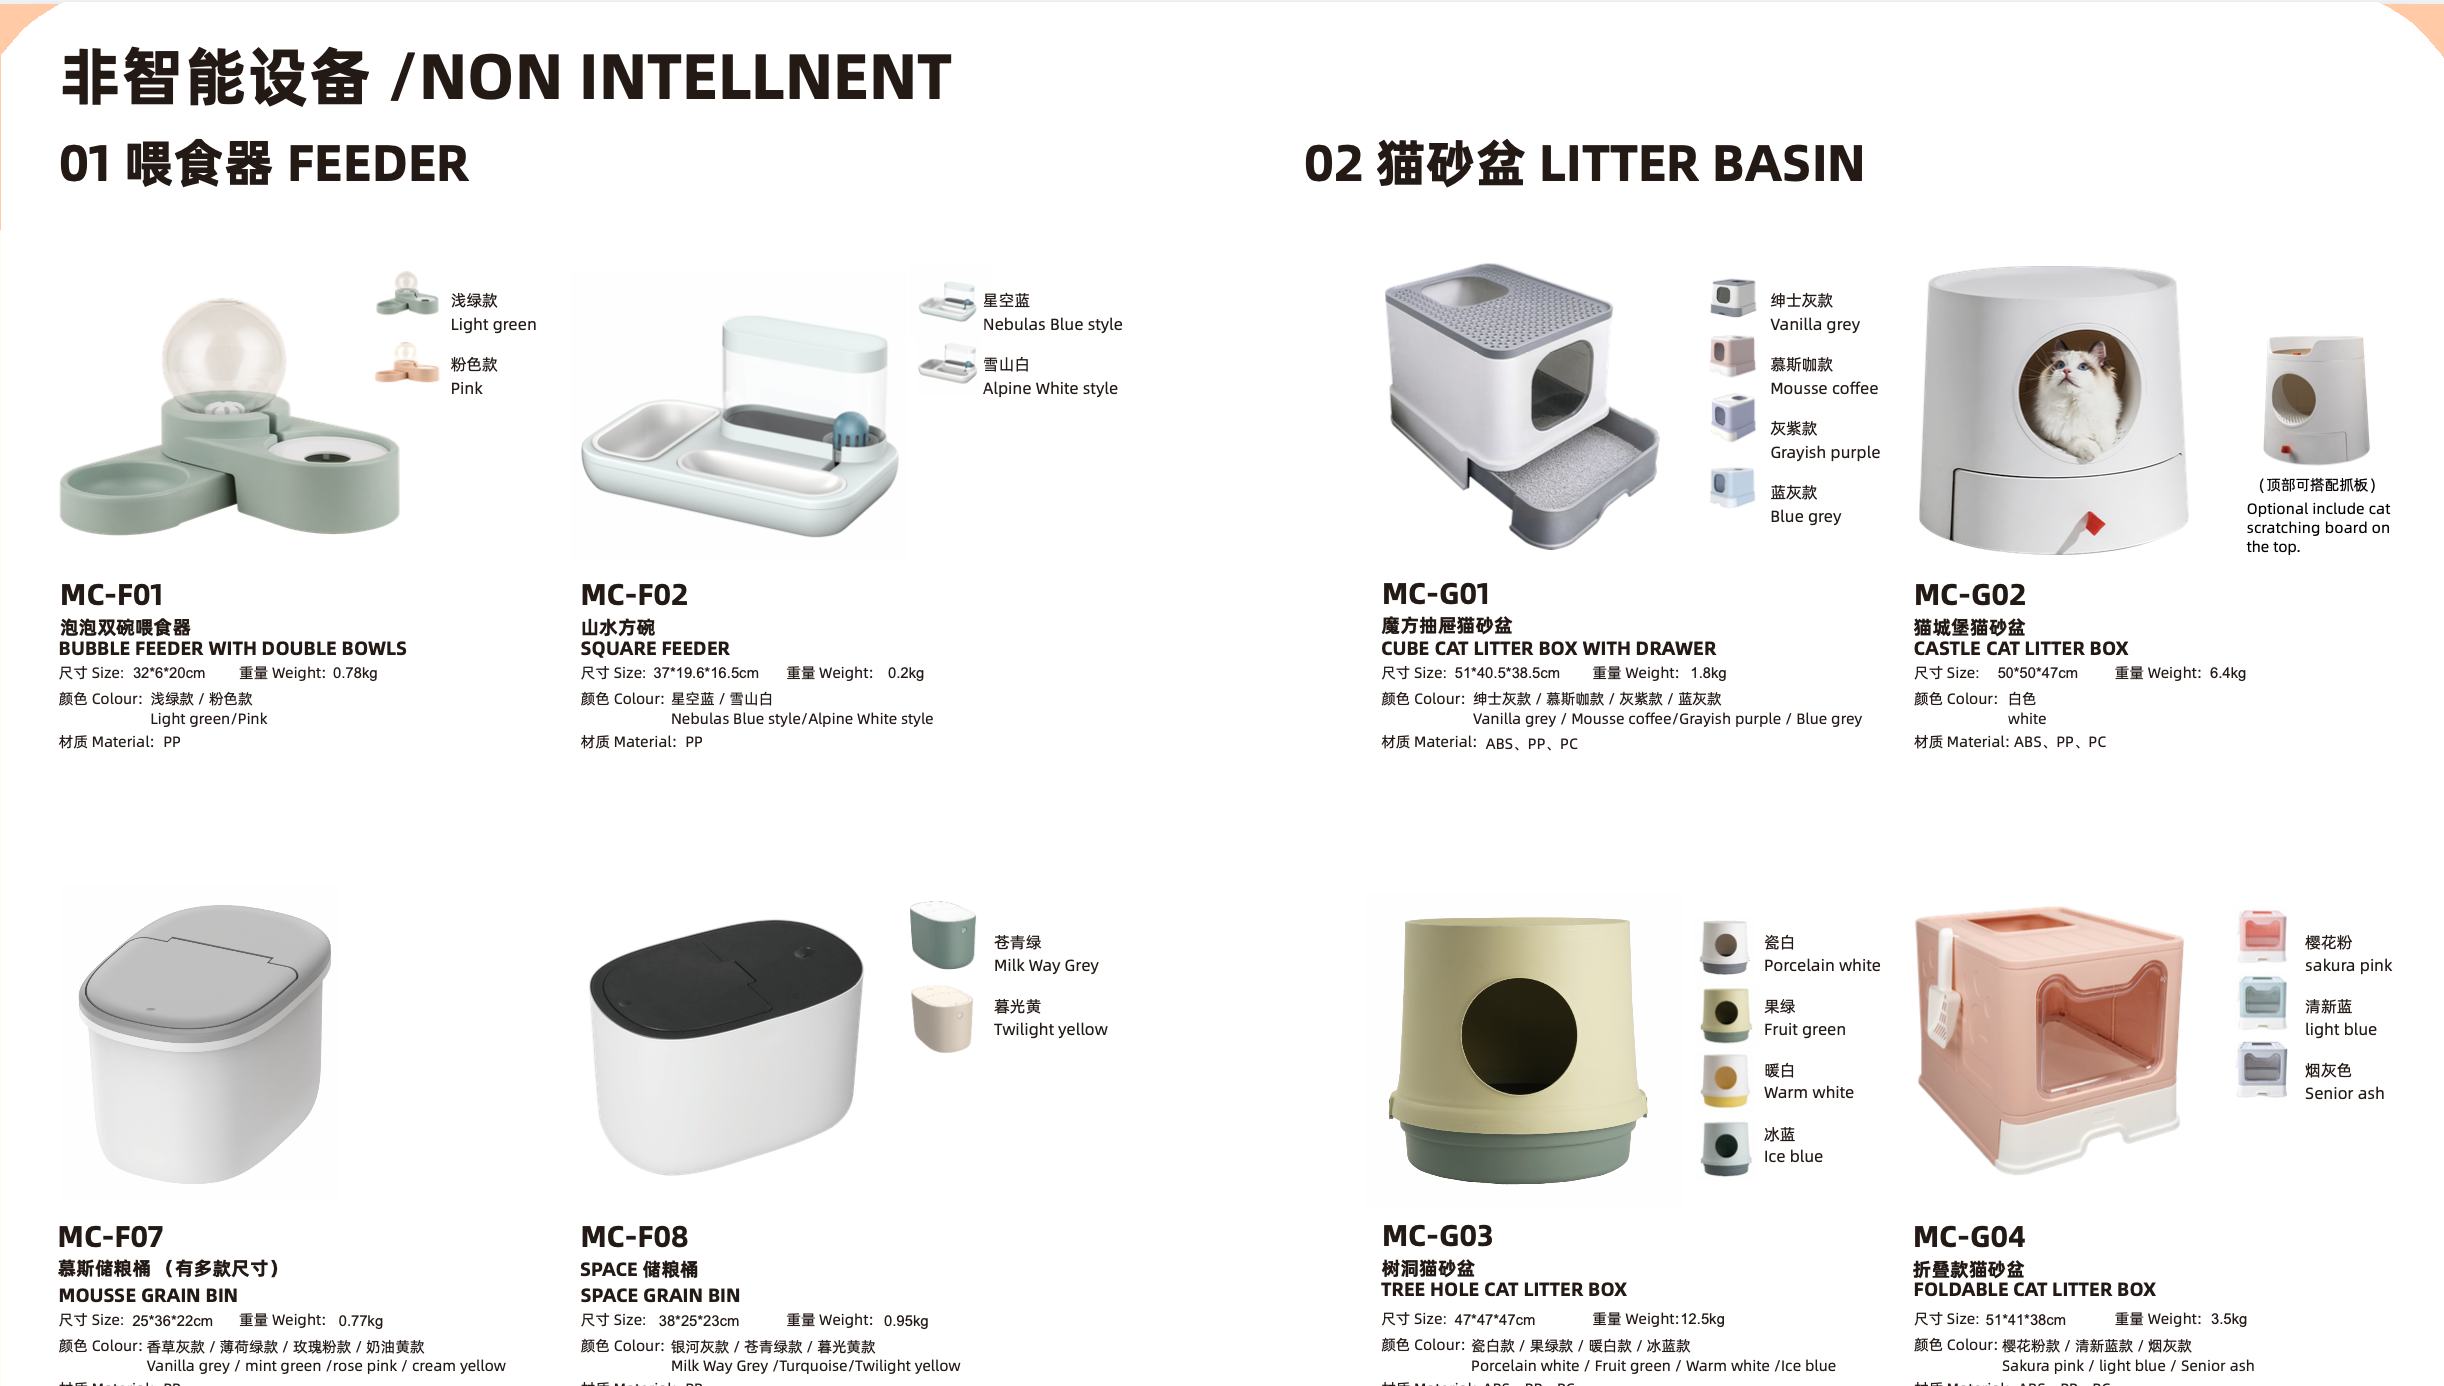 非智能设备 /NON INTELLNENT
01 喂食器 FEEDER
浅绿款
Light green
粉色款
Pink
星空蓝
Nebulas Blue style
雪山白
Alpine White style
MC-F01
泡泡双碗喂食器
BUBBLE FEEDER WITH DOUBLE BOWLS
尺寸 Size: 32*6*20cm 重量 Weight: 0.78kg
颜色 Colour: 浅绿款 / 粉色款
Light green/Pink
材质 Material: PP
MC-F02
山水方碗
SQUARE FEEDER
尺寸 Size: 37*19.6*16.5cm 重量 Weight: 0.2kg
颜色 Colour: 星空蓝 / 雪山白
Nebulas Blue style/Alpine White style
材质 Material: PP
苍青绿
Milk Way Grey
暮光黄
Twilight yellow
MC-F07
慕斯储粮桶（有多款尺寸）
MOUSSE GRAIN BIN
尺寸 Size: 25*36*22cm 重量 Weight: 0.77kg
颜色 Colour: 香草灰款 / 薄荷绿款 / 玫瑰粉款 / 奶油黄款
Vanilla grey / mint green /rose pink / cream yellow
MC-F08
SPACE 储粮桶
SPACE GRAIN BIN
尺寸 Size: 38*25*23cm 重量 Weight: 0.95kg
颜色 Colour: 银河灰款 / 苍青绿款 / 暮光黄款
Milk Way Grey /Turquoise/Twilight yellow
02 猫砂盆 LITTER BASIN
绅士灰款
Vanilla grey
慕斯咖款
Mousse coffee
灰紫款
Grayish purple
蓝灰款
Blue grey
（顶部可搭配抓板）
Optional include cat
scratching board on
the top.
MC-G01
魔方抽屉猫砂盆
CUBE CAT LITTER BOX WITH DRAWER
尺寸 Size: 51*40.5*38.5cm 重量 Weight: 1.8kg
颜色 Colour: 绅士灰款 / 慕斯咖款 / 灰紫款 / 蓝灰款
Vanilla grey / Mousse coffee/Grayish purple / Blue grey
材质 Material: ABS、PP、PC
MC-G02
猫城堡猫砂盆
CASTLE CAT LITTER BOX
尺寸 Size: 50*50*47cm 重量 Weight: 6.4kg
颜色 Colour: 白色
white
材质 Material: ABS、PP、PC
瓷白
Porcelain white
果绿
Fruit green
暖白
Warm white
冰蓝
Ice blue
樱花粉
sakura pink
清新蓝
light blue
烟灰色
Senior ash
MC-G03
树洞猫砂盆
TREE HOLE CAT LITTER BOX
尺寸 Size: 47*47*47cm 重量 Weight:12.5kg
颜色 Colour: 瓷白款 / 果绿款 / 暖白款 / 冰蓝款
Porcelain white / Fruit green / Warm white /Ice blue
MC-G04
折叠款猫砂盆
FOLDABLE CAT LITTER BOX
尺寸 Size: 51*41*38cm 重量 Weight: 3.5kg
颜色 Colour: 樱花粉款 / 清新蓝款 / 烟灰款
Sakura pink / light blue / Senior ash